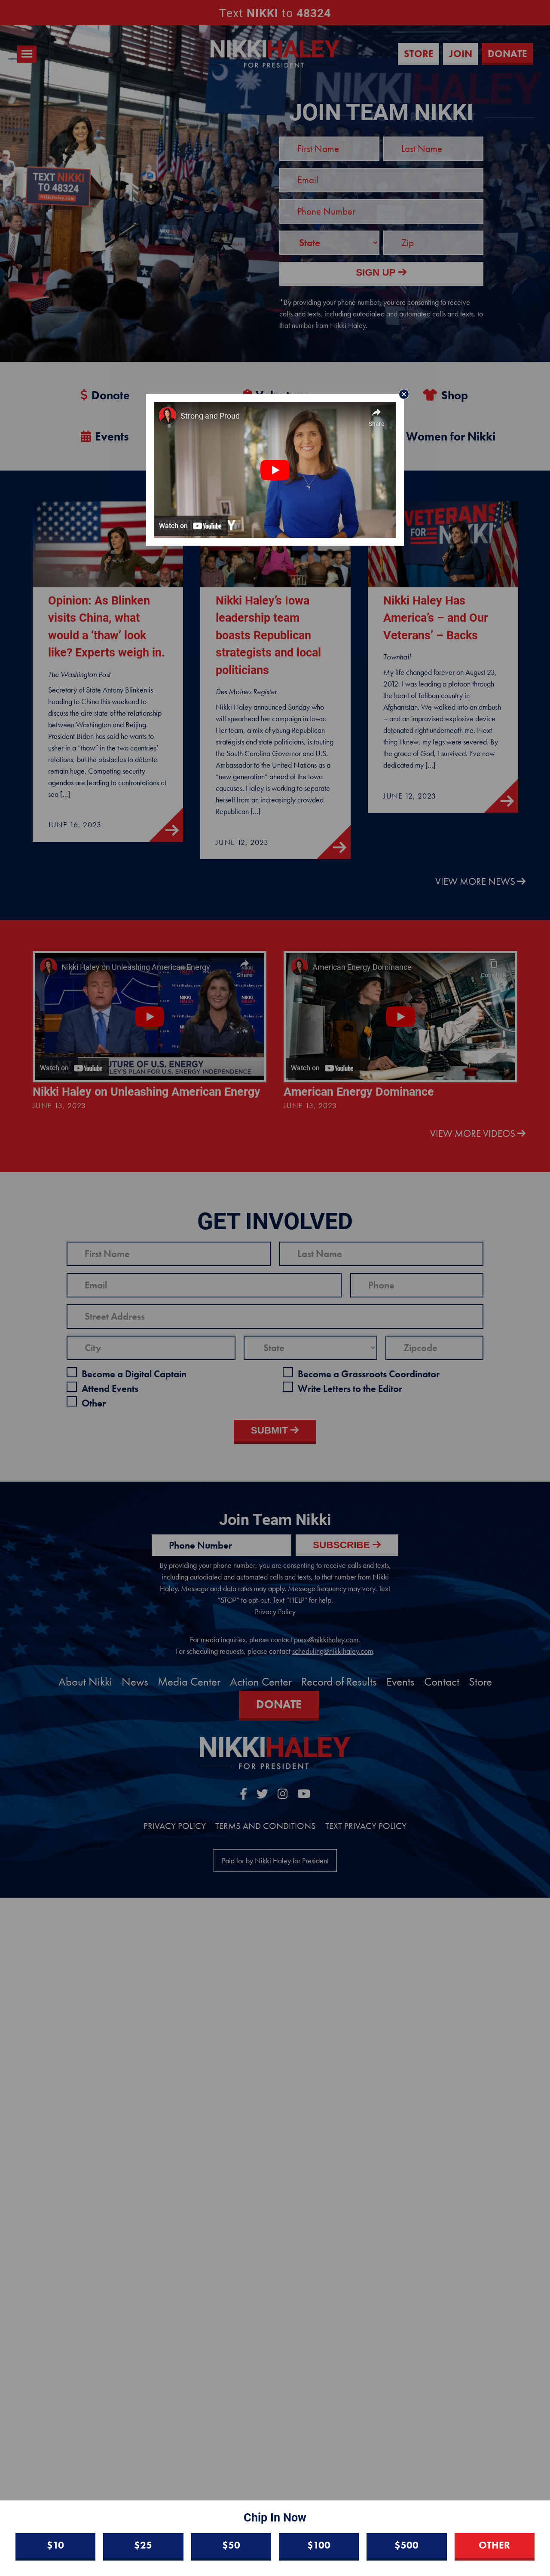 Text NIKKI to 48324
NIKKIHALEY
FOR PRESIDENT
STORE
JOIN
DONATE
JOIN TEAM NIKKI
TEXT NIKKI
TO 48324
First Name
Last Name
Email
Phone Number
State
Zip
SIGN UP
*By providing your phone number, you are consenting to receive
calls and texts, including autodialed and automated calls and texts, to
that number from Nikki Haley.
Donate
Shop
Events
Women for Nikki
Strong and Proud
Share
Watch on YouTube
VETERANS
FOR
Opinion: As Blinken
visits China, what
would a ‘thaw’ look
like? Experts weigh in.
The Washington Post
Secretary of State Antony Blinken is
heading to China this weekend to
discuss the dire state of the relationship
between Washington and Beijing.
President Biden has said he wants to
usher in a “thaw” in the two countries’
relations, but the obstacles to détente
remain huge. Competing security
agendas are leading to confrontations at
sea [...]
JUNE 16, 2023
Nikki Haley’s Iowa
leadership team
boasts Republican
strategists and local
politicians
Des Moines Register
Nikki Haley announced Sunday who
will spearhead her campaign in Iowa.
Her team, a mix of young Republican
strategists and state politicians, is touting
the South Carolina Governor and U.S.
Ambassador to the United Nations as a
“new generation” ahead of the Iowa
caucuses. Haley is working to separate
herself from an increasingly crowded
Republican [...]
JUNE 12, 2023
Nikki Haley Has
America’s – and Our
Veterans’ – Backs
Townhall
My life changed forever on August 23,
2012. I was leading a platoon through
the heart of Taliban country in
Afghanistan. We walked into an ambush
– and an improvised explosive device
detonated right underneath me. Next
thing I knew, my legs were severed. By
the grace of God, I survived. I’ve now
dedicated my [...]
JUNE 12, 2023
VIEW MORE NEWS
Nikki Haley on Unleashing American Energy
Share
Watch on YouTube
Nikki Haley on Unleashing American Energy
JUNE 13, 2023
American Energy Dominance
Watch on YouTube
American Energy Dominance
JUNE 13, 2023
VIEW MORE VIDEOS
GET INVOLVED
First Name
Last Name
Email
Phone
Street Address
City
State
Zipcode
Become a Digital Captain
Become a Grassroots Coordinator
Attend Events
Write Letters to the Editor
Other
SUBMIT
Join Team Nikki
Phone Number
SUBSCRIBE
By providing your phone number, you are consenting to receive calls and texts,
including autodialed and automated calls and texts, to that number from Nikki
Haley. Message and data rates may apply. Message frequency may vary. Text
“STOP” to opt-out. Text “HELP” for help.
Privacy Policy
For media inquiries, please contact press@nikkihaley.com.
For scheduling requests, please contact scheduling@nikkihaley.com.
About Nikki
News
Media Center
Action Center
Record of Results
Events
Contact
Store
DONATE
NIKKIHALEY
FOR PRESIDENT
PRIVACY POLICY
TERMS AND CONDITIONS
TEXT PRIVACY POLICY
Paid for by Nikki Haley for President
Chip In Now
$10
$25
$50
$100
$500
OTHER